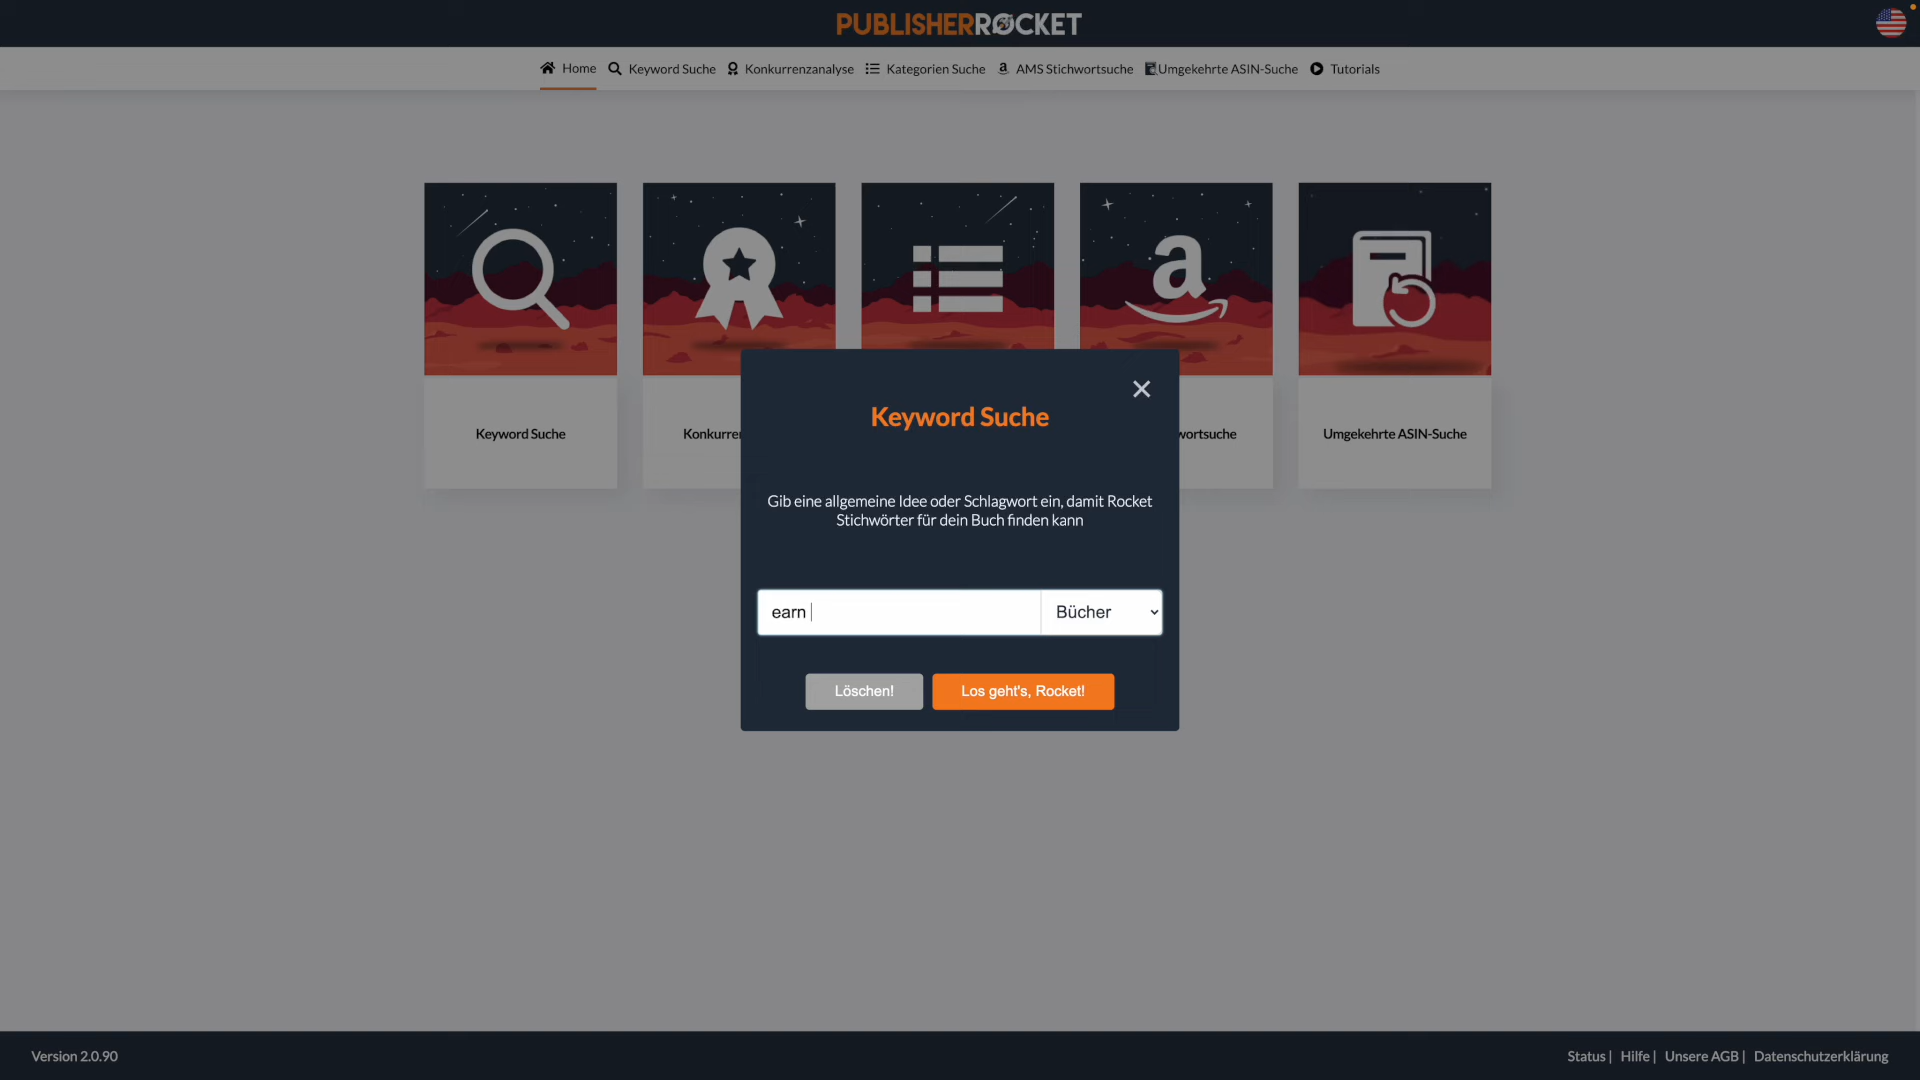 PUBLISHERROCKET
Home Keyword Suche Konkurrenzanalyse Kategorien Suche AMS Stichwortsuche Umgekehrte ASIN-Suche Tutorials
Keyword Suche Konkurren wortsuche Umgekehrte ASIN-Suche
Keyword Suche
Gib eine allgemeine Idee oder Schlagwort ein, damit Rocket
Stichwörter für dein Buch finden kann
earn Bücher
Löschen! Los geht's, Rocket!
Version 2.0.90 Status | Hilfe | Unsere AGB | Datenschutzerklärung